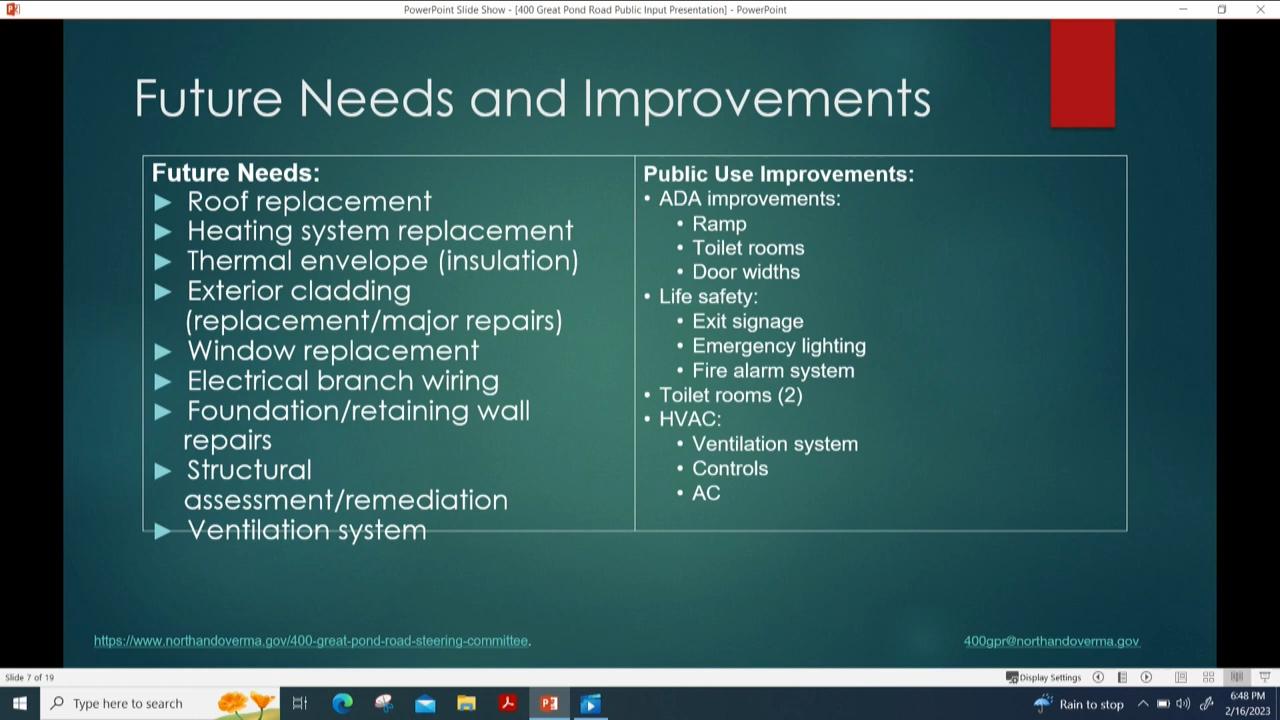 PowerPoint Slide Show - [400 Great Pond Road Public Input Presentation] - PowerPoint
Future Needs and Improvements
Future Needs:
Roof replacement
Heating system replacement
Thermal envelope (insulation)
Exterior cladding
(replacement/major repairs)
Window replacement
Electrical branch wiring
Foundation/retaining wall
repairs
Structural
assessment/remediation
Ventilation system
Public Use Improvements:
• ADA improvements:
• Ramp
• Toilet rooms
• Door widths
• Life safety:
• Exit signage
• Emergency lighting
• Fire alarm system
• Toilet rooms (2)
• HVAC:
• Ventilation system
• Controls
• AC
https://www.northandoverma.gov/400-great-pond-road-steering-committee.
400gpr@northandoverma.gov
Slide 7 of 19
Display Settings
Type here to search
Rain to stop
6:48 PM
2/16/2023